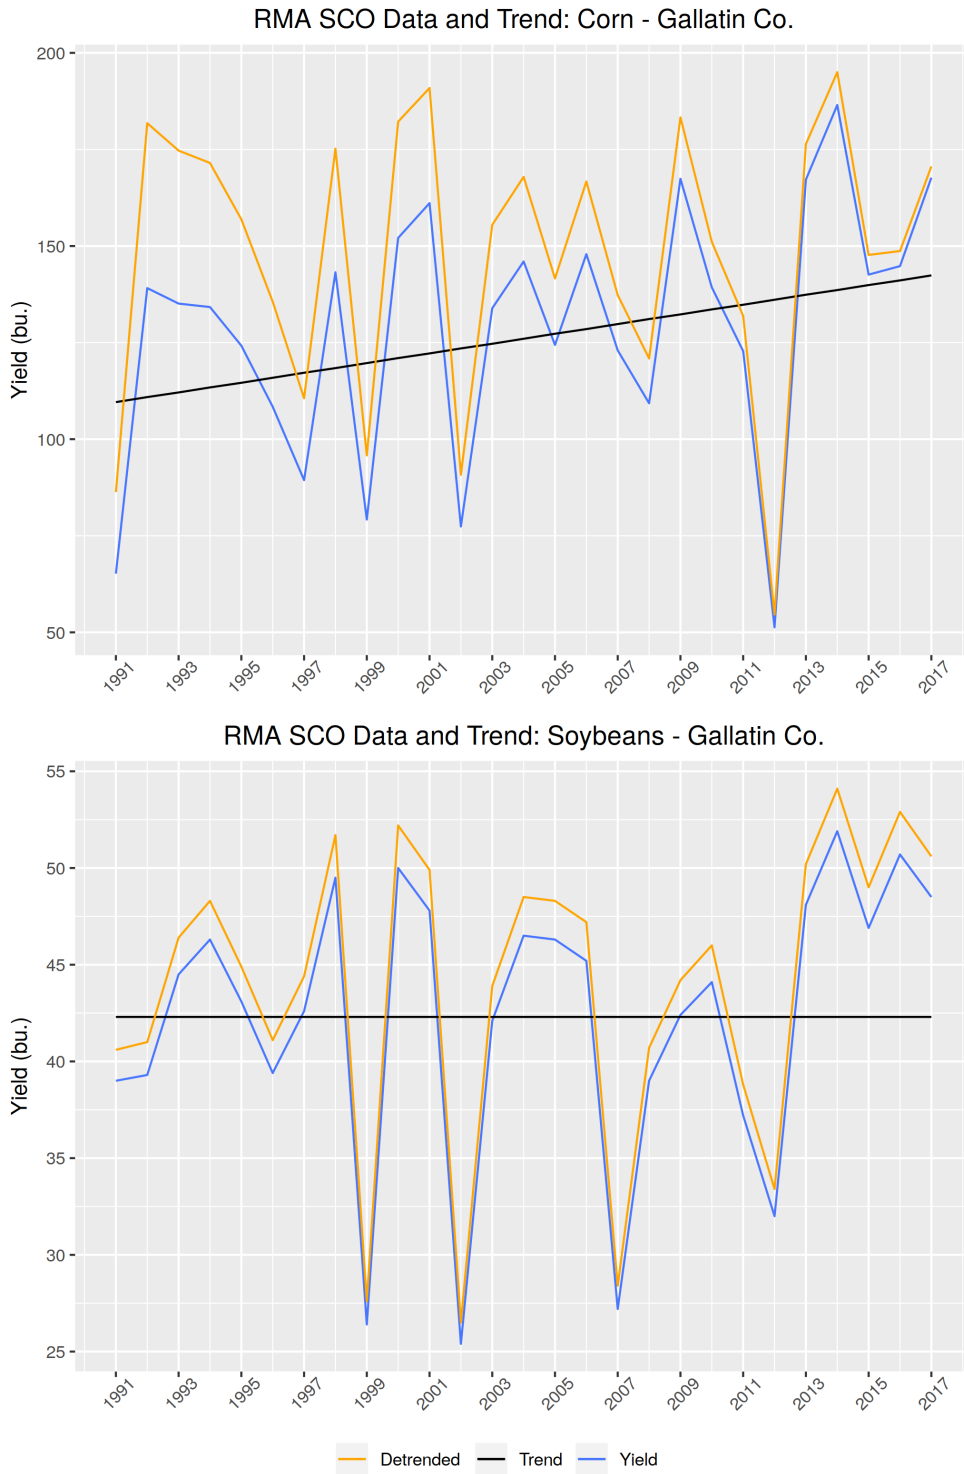 RMA SCO Data and Trend: Corn - Gallatin Co.
200
150
100
50
Yield (bu.)
1991 1993 1995 1997 1999 2001 2003 2005 2007 2009 2011 2013 2015 2017
RMA SCO Data and Trend: Soybeans - Gallatin Co.
55
50
45
40
35
30
25
Yield (bu.)
1991 1993 1995 1997 1999 2001 2003 2005 2007 2009 2011 2013 2015 2017
Detrended Trend Yield